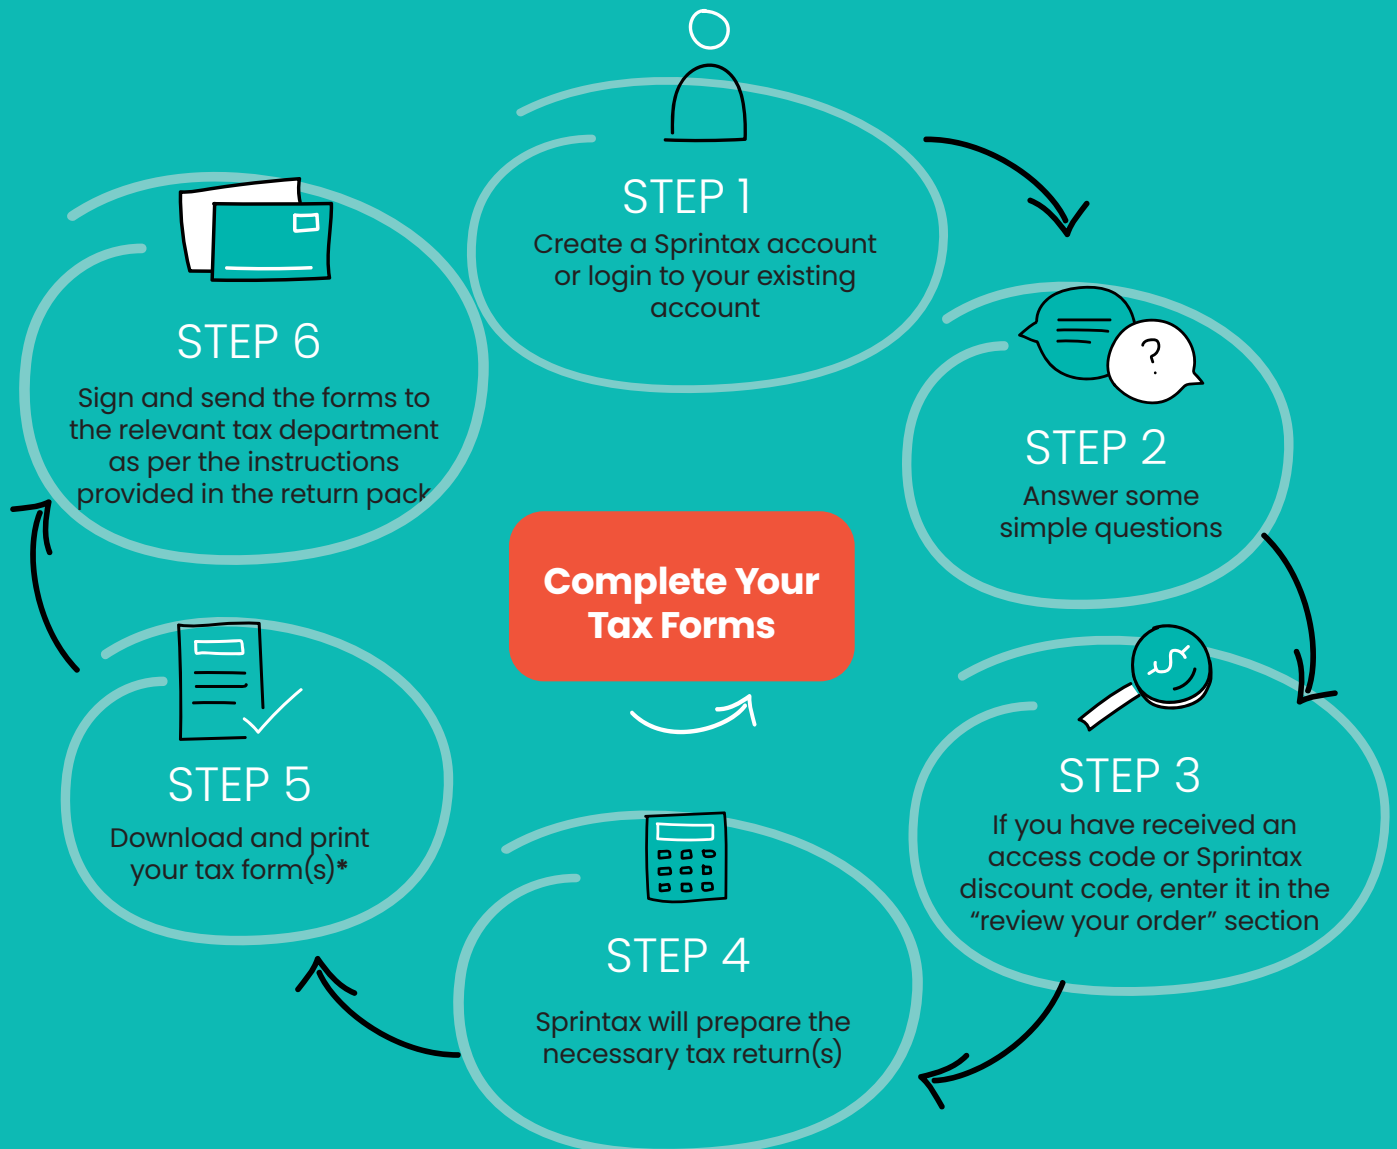 STEP 1
Create a Sprintax account
or login to your existing
account
STEP 2
Answer some
simple questions
STEP 3
If you have received an
access code or Sprintax
discount code, enter it in the
“review your order” section
STEP 4
Sprintax will prepare the
necessary tax return(s)
STEP 5
Download and print
your tax form(s)*
STEP 6
Sign and send the forms to
the relevant tax department
as per the instructions
provided in the return pack
Complete Your
Tax Forms
?